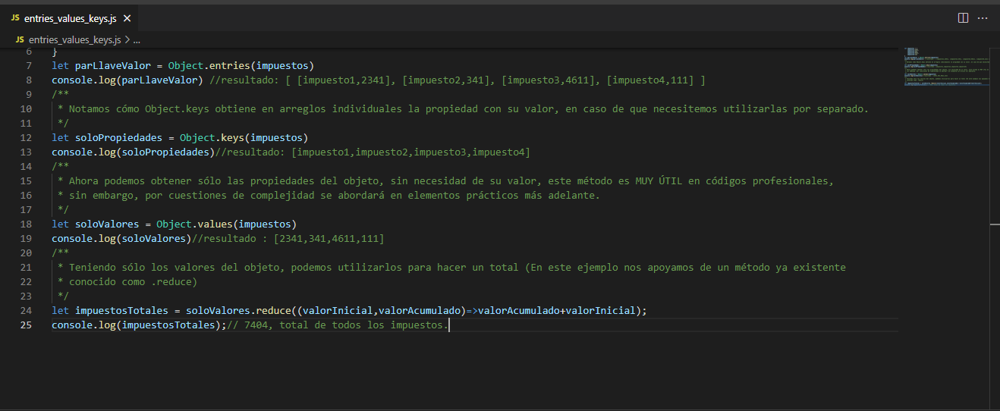 JS entries_values_keys.js ×
JS entries_values_keys.js > ...
6 }
7 let parLlaveValor = Object.entries(impuestos)
8 console.log(parLlaveValor) //resultado: [ [impuesto1,2341], [impuesto2,341], [impuesto3,4611], [impuesto4,111] ]
9 /**
10  * Notamos cómo Object.keys obtiene en arreglos individuales la propiedad con su valor, en caso de que necesitemos utilizarlas por separado.
11  */
12 let soloPropiedades = Object.keys(impuestos)
13 console.log(soloPropiedades)//resultado: [impuesto1,impuesto2,impuesto3,impuesto4]
14 /**
15  * Ahora podemos obtener sólo las propiedades del objeto, sin necesidad de su valor, este método es MUY ÚTIL en códigos profesionales,
16  * sin embargo, por cuestiones de complejidad se abordará en elementos prácticos más adelante.
17  */
18 let soloValores = Object.values(impuestos)
19 console.log(soloValores)//resultado : [2341,341,4611,111]
20 /**
21  * Teniendo sólo los valores del objeto, podemos utilizarlos para hacer un total (En este ejemplo nos apoyamos de un método ya existente
22  * conocido como .reduce)
23  */
24 let impuestosTotales = soloValores.reduce((valorInicial,valorAcumulado)=>valorAcumulado+valorInicial);
25 console.log(impuestosTotales);// 7404, total de todos los impuestos.